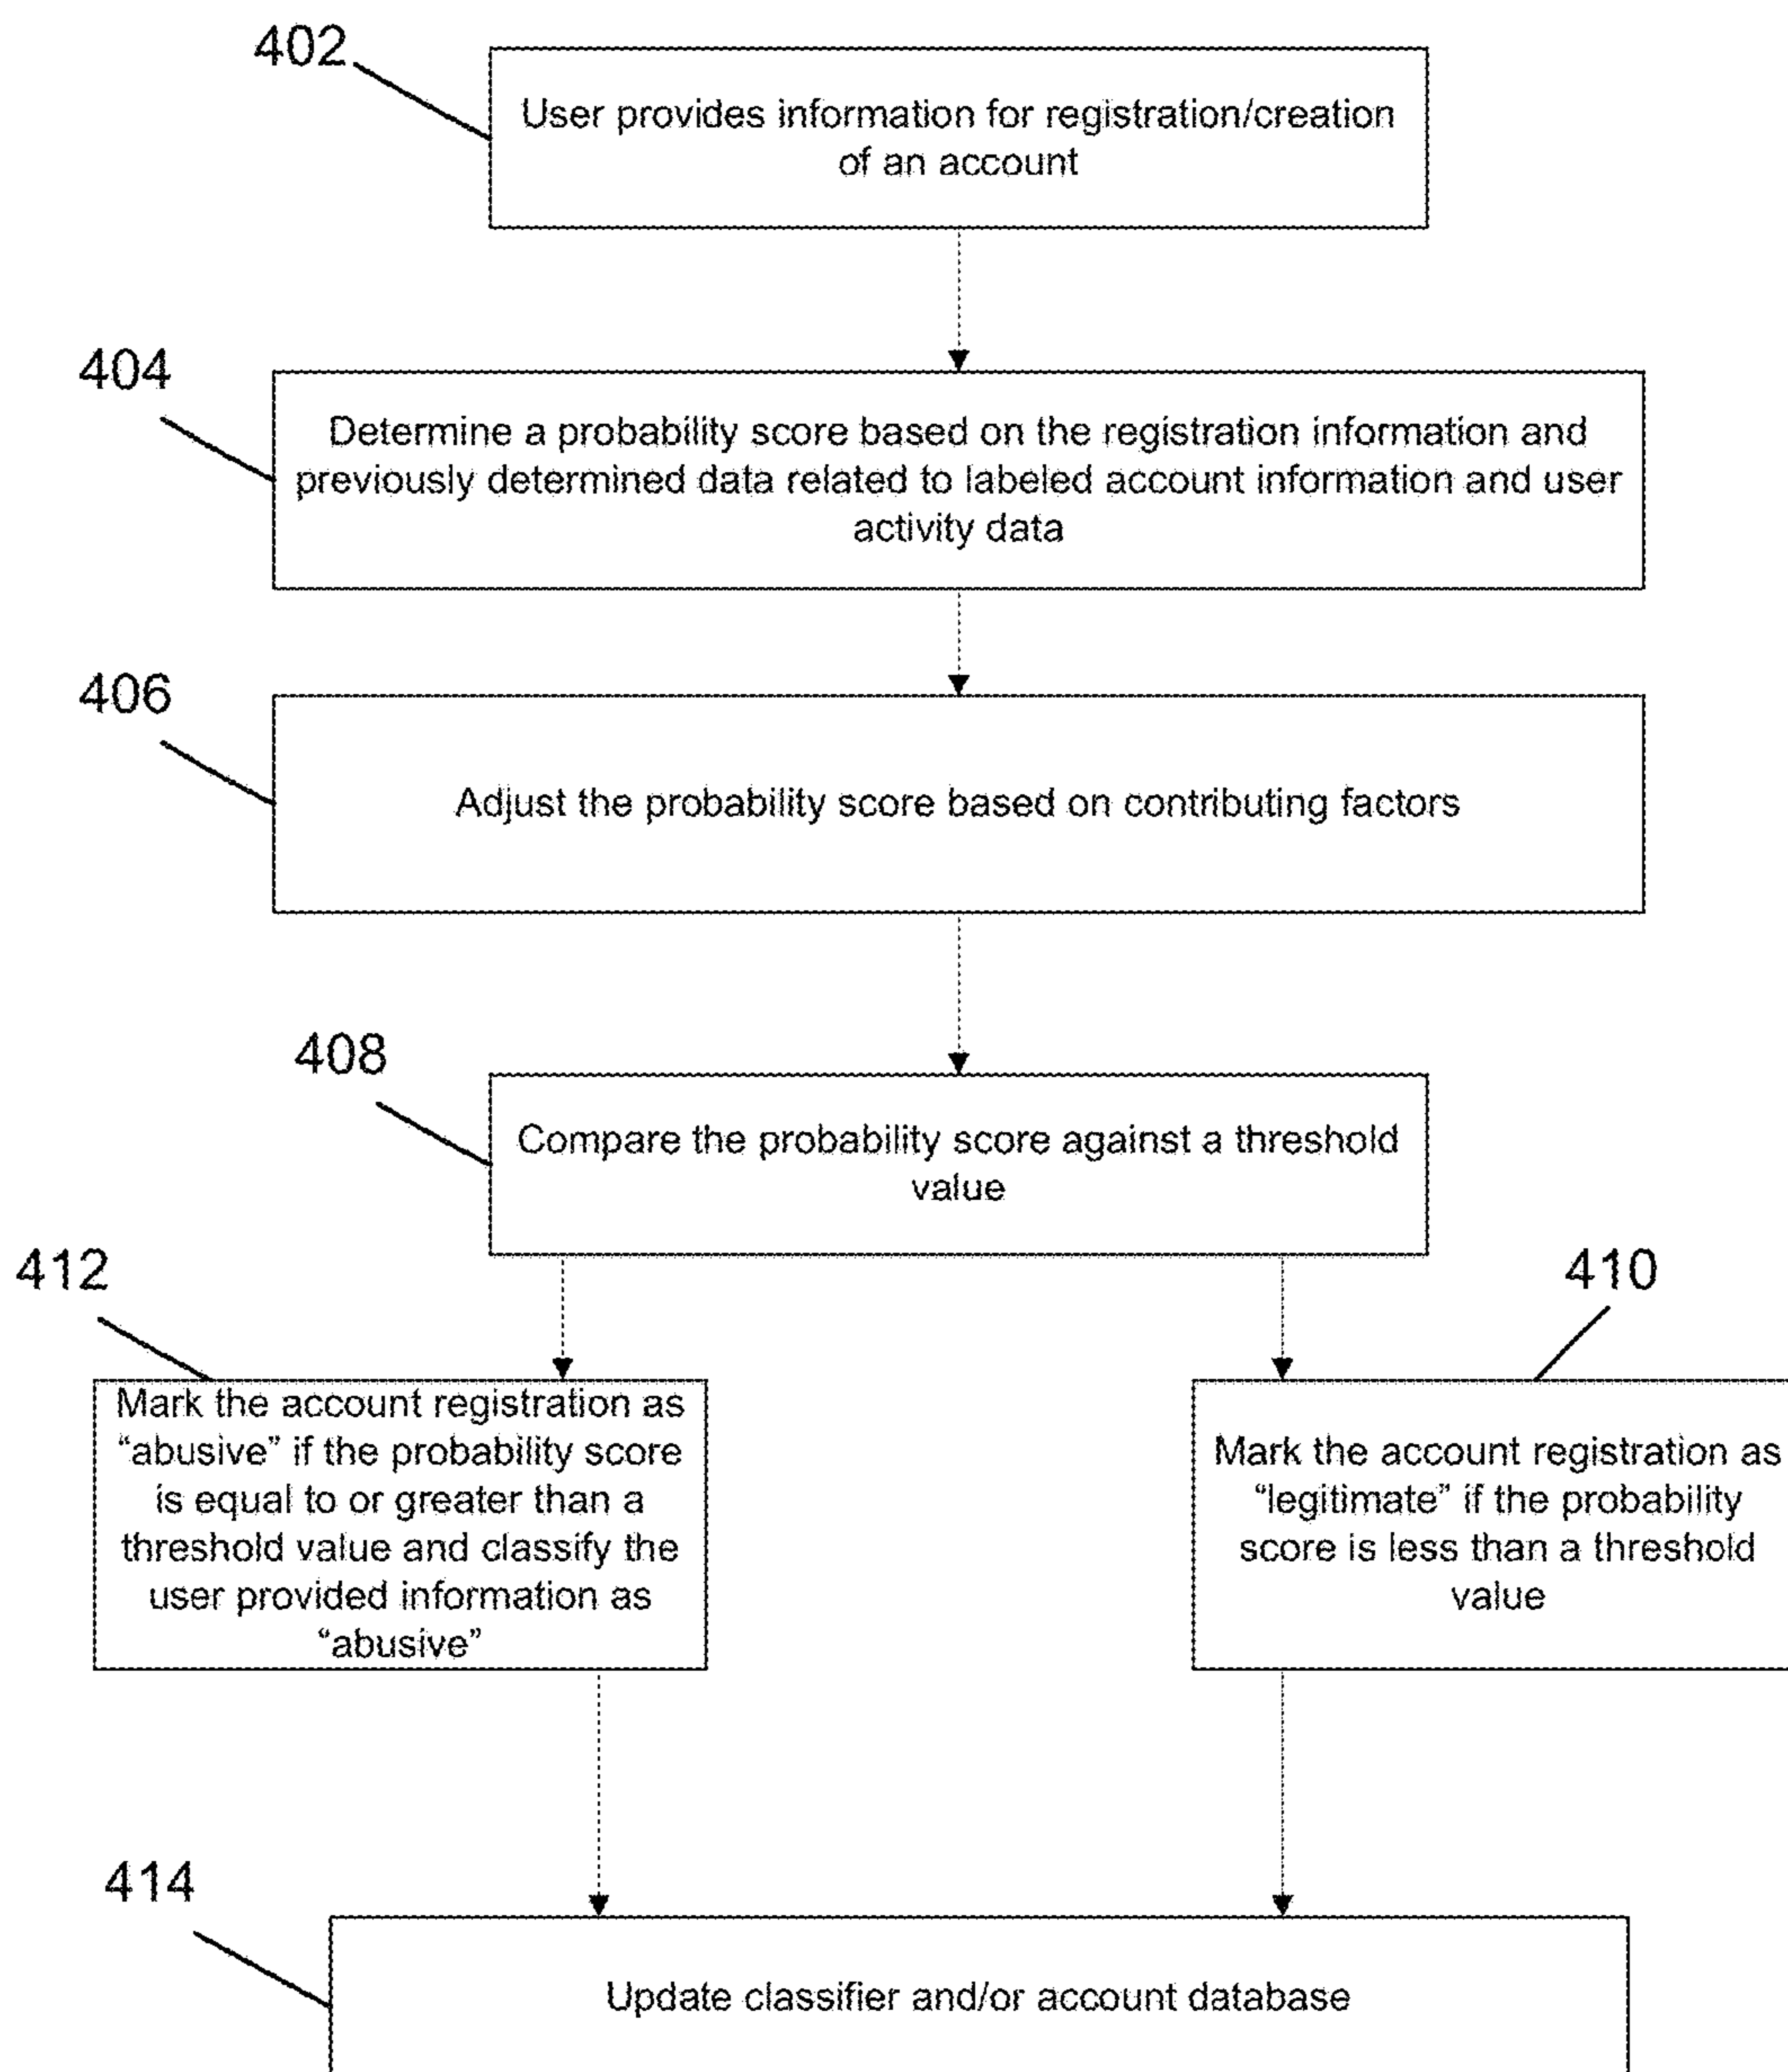 402
User provides information for registration/creation
of an account
404
Determine a probability score based on the registration information and
previously determined data related to labeled account information and user
activity data
406
Adjust the probability score based on contributing factors
408
Compare the probability score against a threshold
value
412
Mark the account registration as
“abusive” if the probability score
is equal to or greater than a
threshold value and classify the
user provided information as
“abusive”
410
Mark the account registration as
“legitimate” if the probability
score is less than a threshold
value
414
Update classifier and/or account database